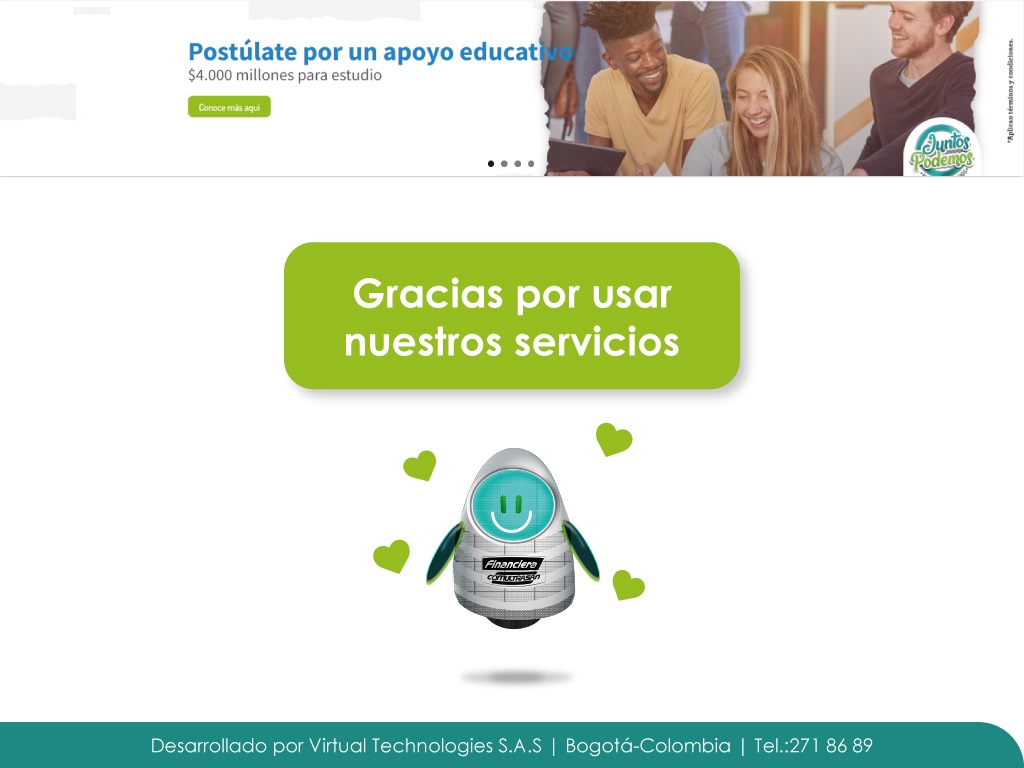 Postúlate por un apoyo educativo
$4.000 millones para estudio
Conoce más aquí
*Aplican términos y condiciones.
Juntos
Podemos
Gracias por usar
nuestros servicios
Financiera
COMULTRASAN
Desarrollado por Virtual Technologies S.A.S | Bogotá-Colombia | Tel.:271 86 89